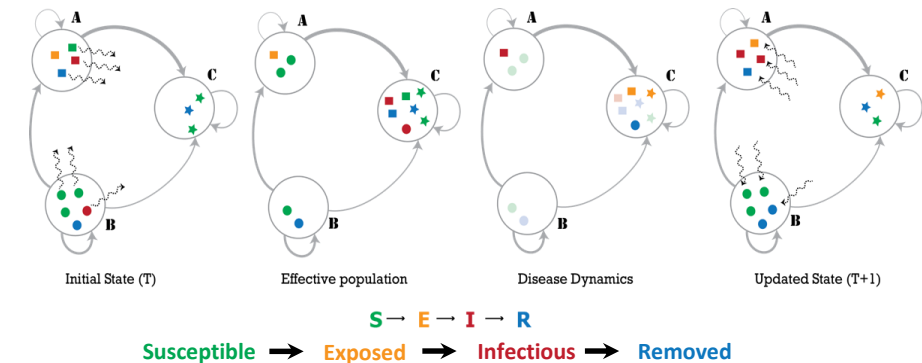 A
C
B
Initial State (T)
A
C
B
Effective population
A
C
B
Disease Dynamics
A
C
B
Updated State (T+1)
S → E → I → R
Susceptible → Exposed → Infectious → Removed